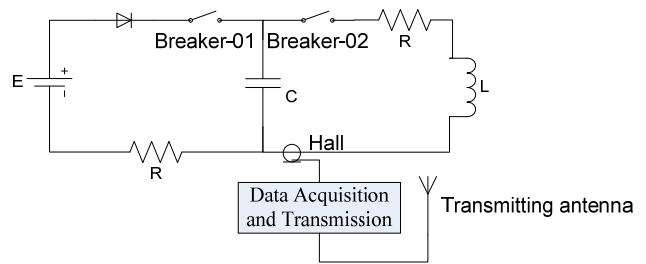 Breaker-01
Breaker-02
R
E
+
-
C
L
Hall
R
Data Acquisition
and Transmission
Transmitting antenna